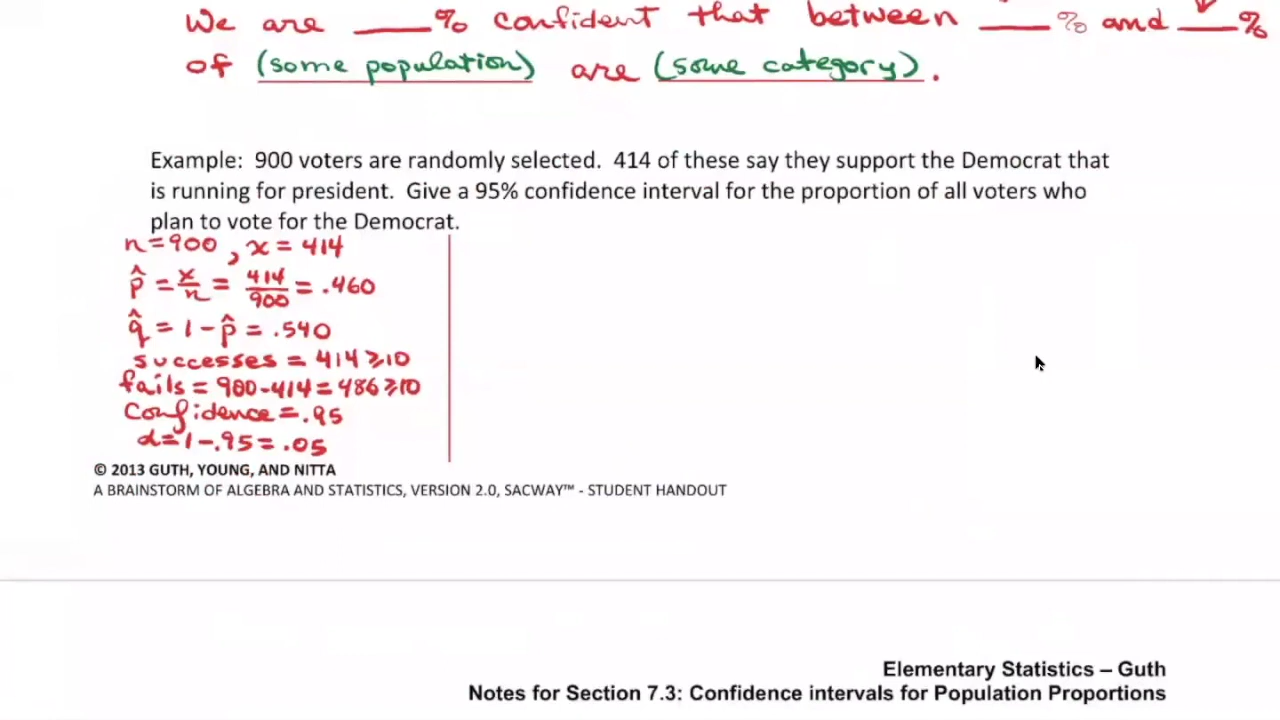 We are ___% confident that between ___% and ___%
of (some population) are (some category).
Example: 900 voters are randomly selected. 414 of these say they support the Democrat that
is running for president. Give a 95% confidence interval for the proportion of all voters who
plan to vote for the Democrat.
n=900, x=414
p̂ = x/n = 414/900 = .460
q̂ = 1-p̂ = .540
successes = 414≥10
fails = 900-414=486≥10
Confidence=.95
α=1-.95=.05
© 2013 GUTH, YOUNG, AND NITTA
A BRAINSTORM OF ALGEBRA AND STATISTICS, VERSION 2.0, SACWAY™ - STUDENT HANDOUT
Elementary Statistics – Guth
Notes for Section 7.3: Confidence intervals for Population Proportions